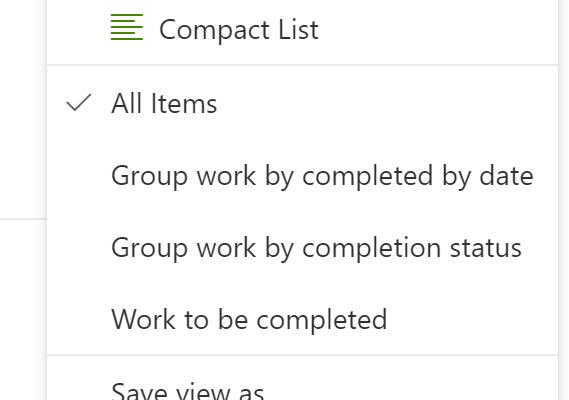 Compact List
All Items
Group work by completed by date
Group work by completion status
Work to be completed
Save view as